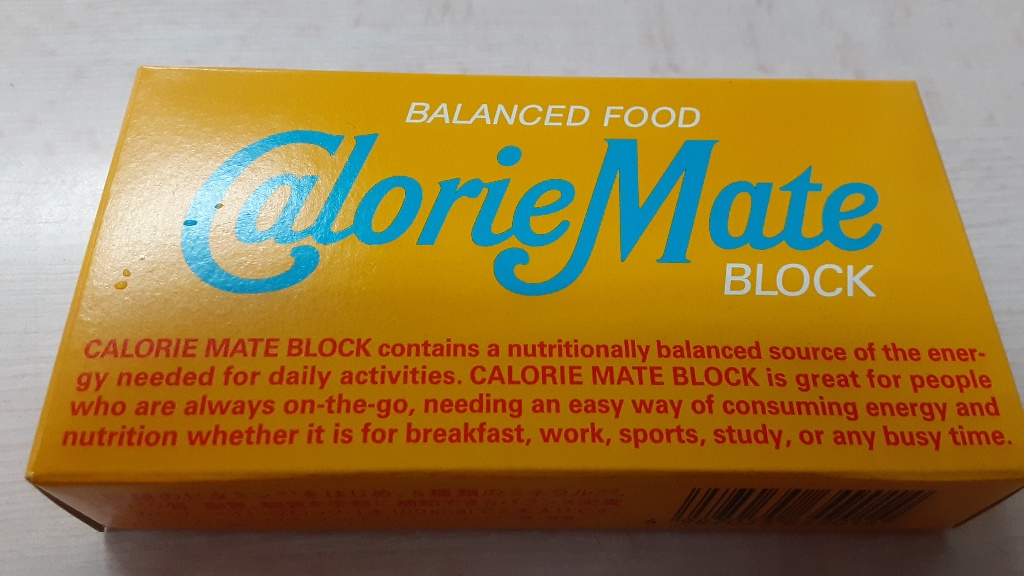 BALANCED FOOD
CalorieMate
BLOCK
CALORIE MATE BLOCK contains a nutritionally balanced source of the ener-
gy needed for daily activities. CALORIE MATE BLOCK is great for people
who are always on-the-go, needing an easy way of consuming energy and
nutrition whether it is for breakfast, work, sports, study, or any busy time.